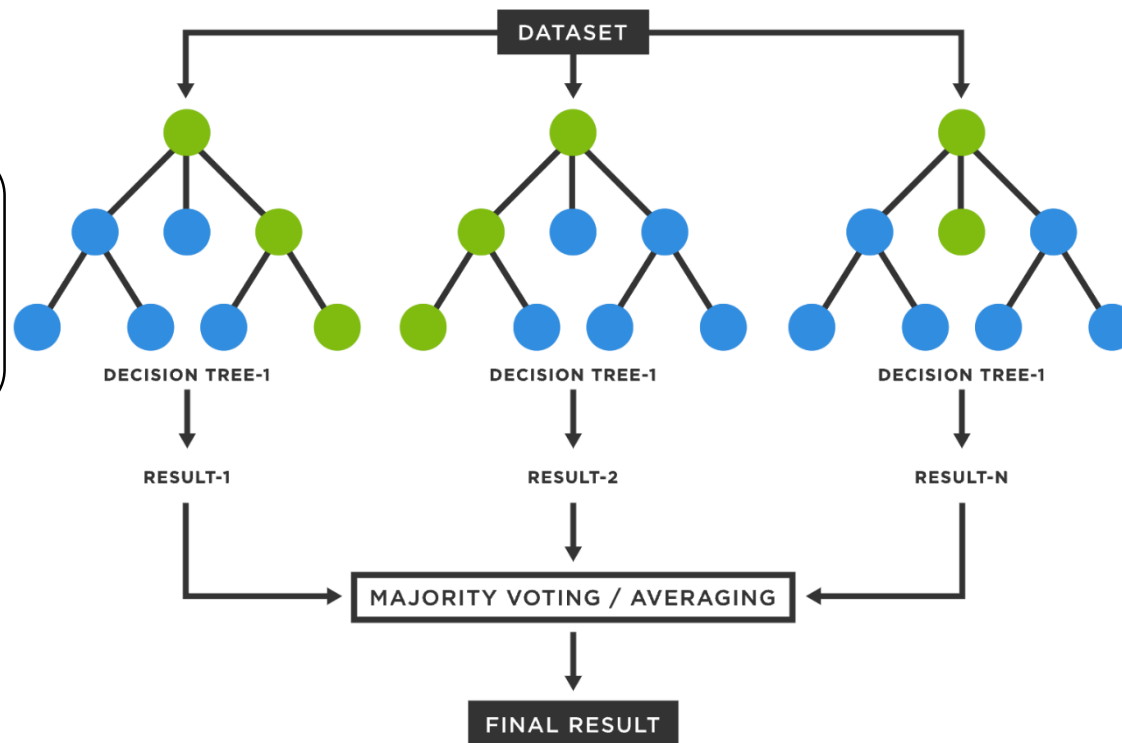 DATASET
DECISION TREE-1
DECISION TREE-1
DECISION TREE-1
RESULT-1
RESULT-2
RESULT-N
MAJORITY VOTING / AVERAGING
FINAL RESULT